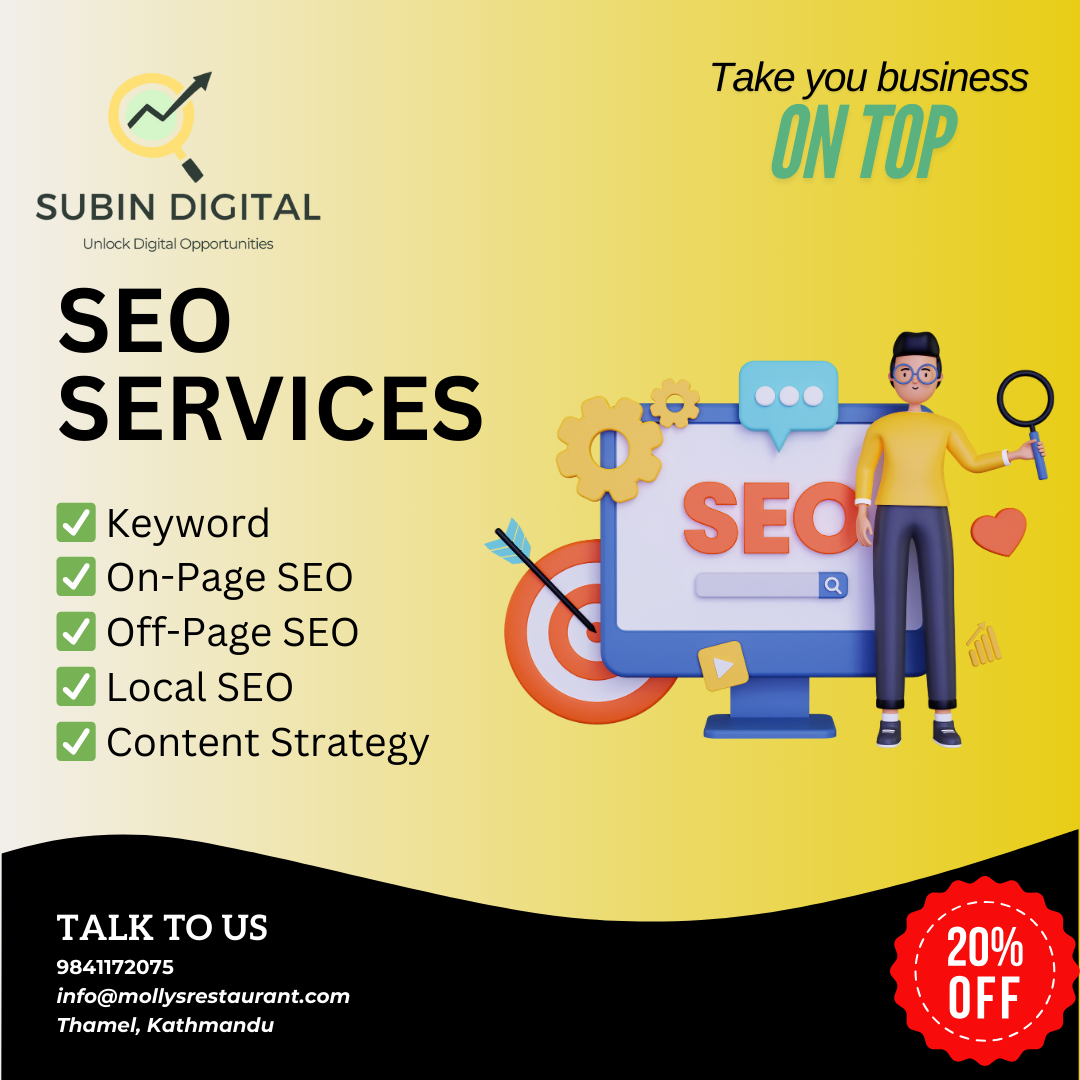 Take you business
ON TOP
SUBIN DIGITAL
Unlock Digital Opportunities
SEO
SERVICES
Keyword
On-Page SEO
Off-Page SEO
Local SEO
Content Strategy
SEO
TALK TO US
9841172075
info@mollysrestaurant.com
Thamel, Kathmandu
20%
OFF